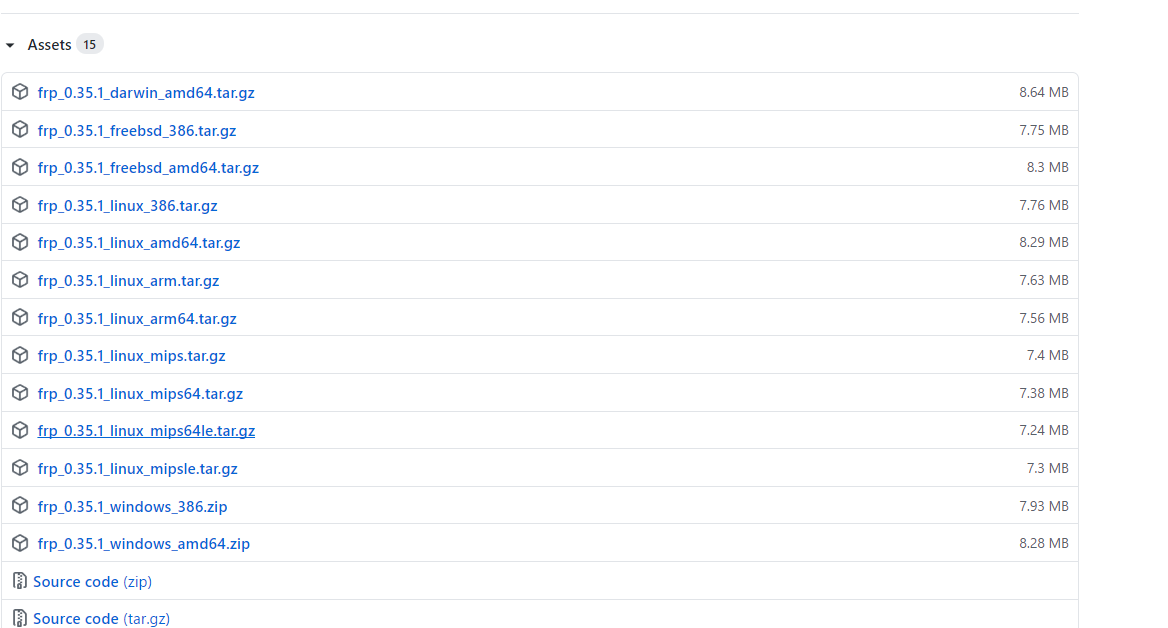 Assets 15
frp_0.35.1_darwin_amd64.tar.gz 8.64 MB
frp_0.35.1_freebsd_386.tar.gz 7.75 MB
frp_0.35.1_freebsd_amd64.tar.gz 8.3 MB
frp_0.35.1_linux_386.tar.gz 7.76 MB
frp_0.35.1_linux_amd64.tar.gz 8.29 MB
frp_0.35.1_linux_arm.tar.gz 7.63 MB
frp_0.35.1_linux_arm64.tar.gz 7.56 MB
frp_0.35.1_linux_mips.tar.gz 7.4 MB
frp_0.35.1_linux_mips64.tar.gz 7.38 MB
frp_0.35.1_linux_mips64le.tar.gz 7.24 MB
frp_0.35.1_linux_mipsle.tar.gz 7.3 MB
frp_0.35.1_windows_386.zip 7.93 MB
frp_0.35.1_windows_amd64.zip 8.28 MB
Source code (zip)
Source code (tar.gz)